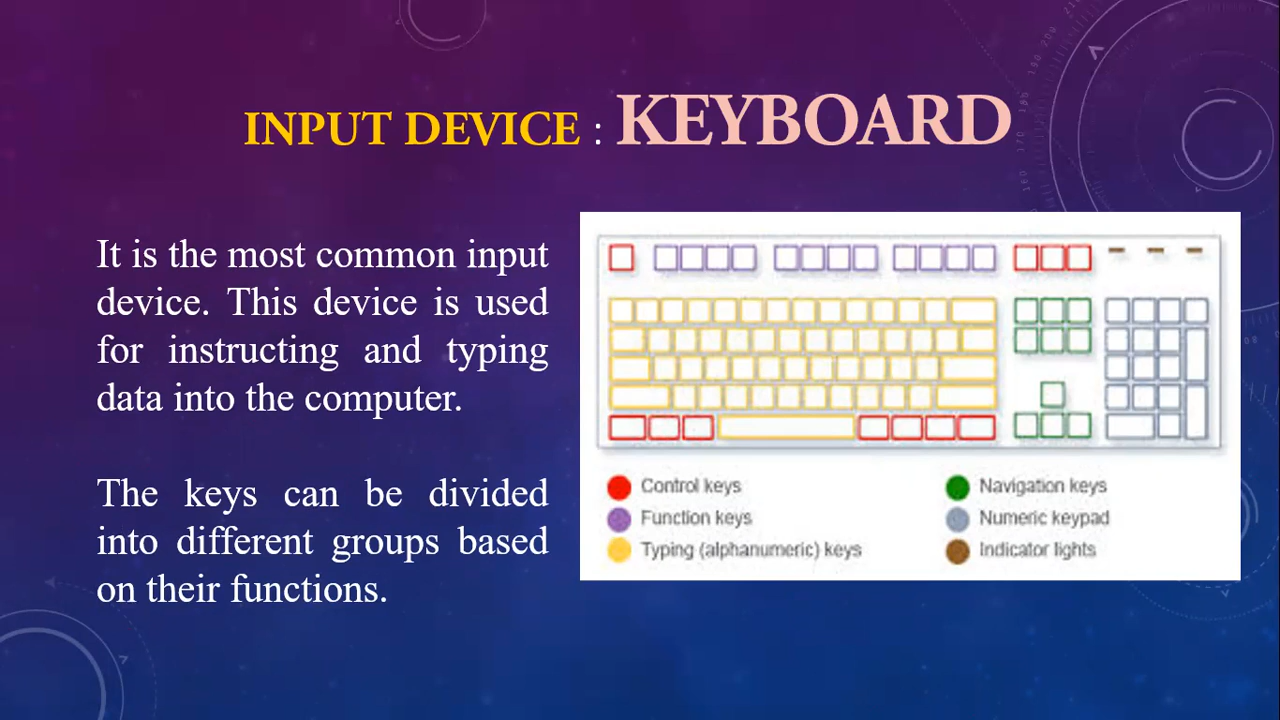 INPUT DEVICE : KEYBOARD
It is the most common input
device. This device is used
for instructing and typing
data into the computer.
The keys can be divided
into different groups based
on their functions.
Control keys
Function keys
Typing (alphanumeric) keys
Navigation keys
Numeric keypad
Indicator lights